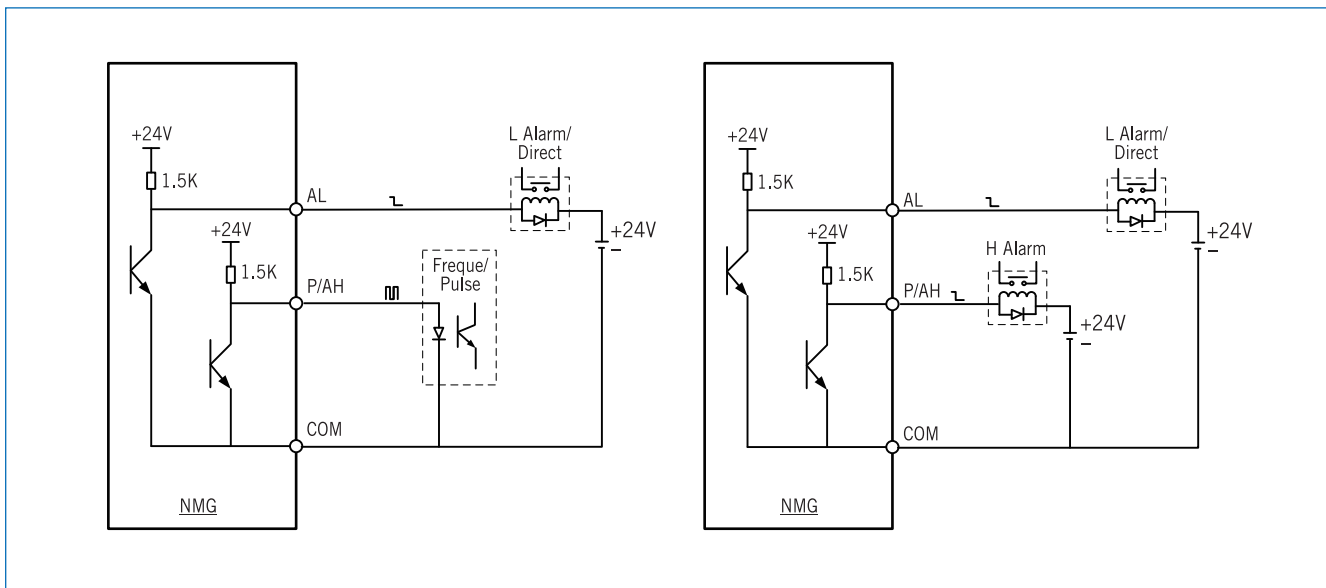 +24V
1.5K
+24V
1.5K
AL
P/AH
COM
NMG
L Alarm/
Direct
Freque/
Pulse
+24V
+24V
1.5K
+24V
1.5K
AL
P/AH
COM
NMG
L Alarm/
Direct
H Alarm
+24V
+24V